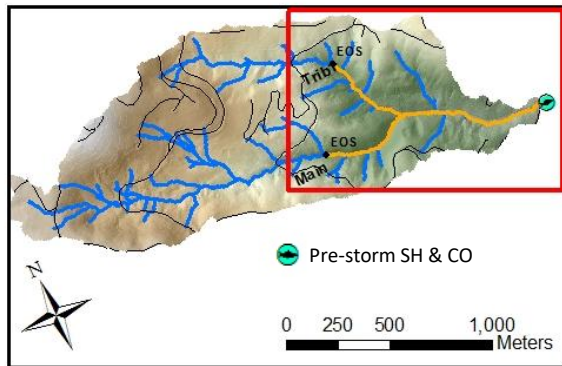 EOS
Trib
EOS
Main
Pre-storm SH & CO
N
0 250 500 1,000
Meters